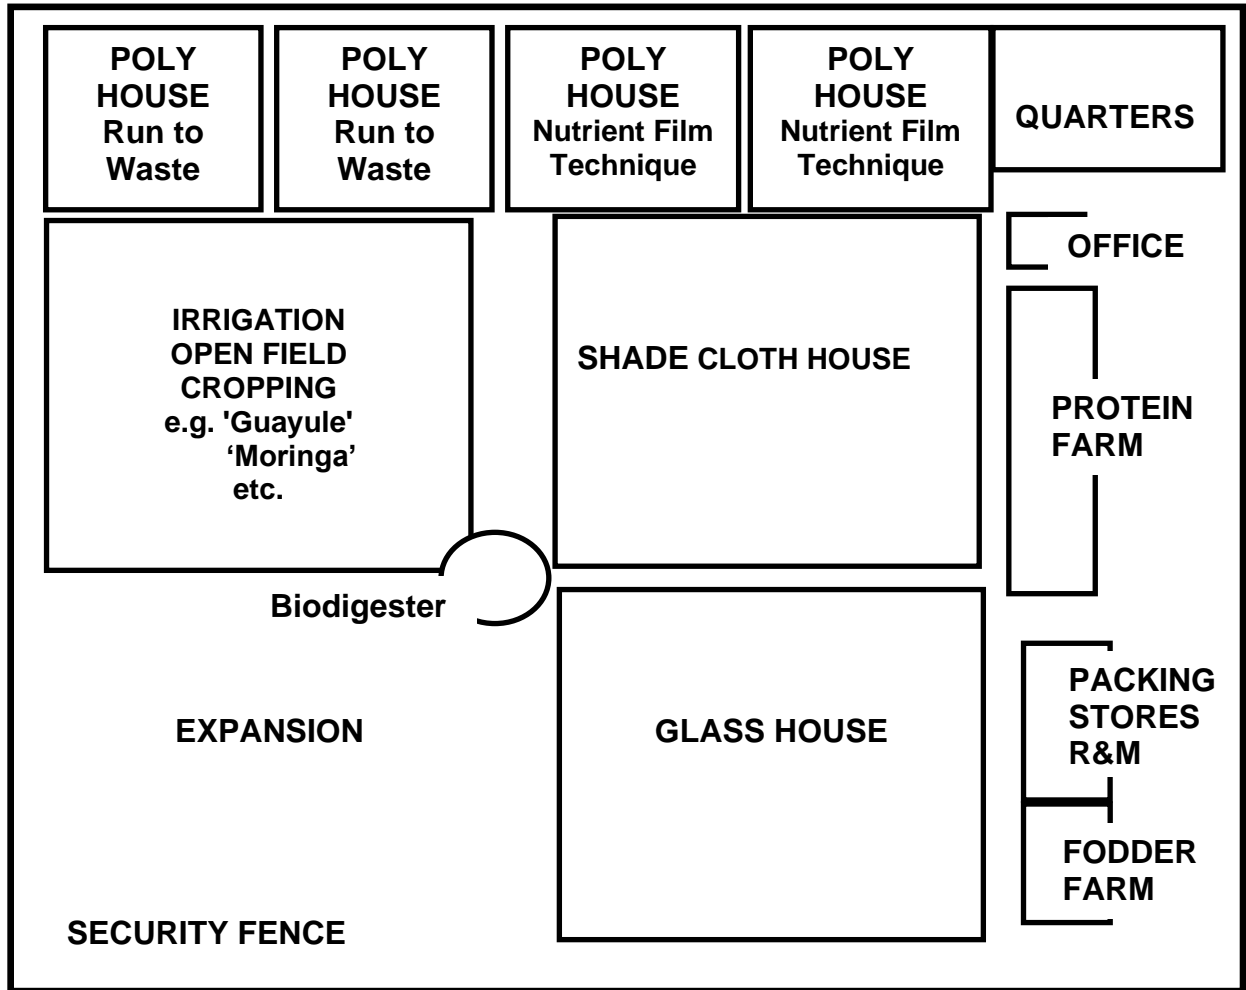 POLY
HOUSE
Run to
Waste
POLY
HOUSE
Run to
Waste
POLY
HOUSE
Nutrient Film
Technique
POLY
HOUSE
Nutrient Film
Technique
QUARTERS
OFFICE
IRRIGATION
OPEN FIELD
CROPPING
e.g. 'Guayule'
‘Moringa’
etc.
SHADE CLOTH HOUSE
PROTEIN
FARM
Biodigester
EXPANSION
GLASS HOUSE
PACKING
STORES
R&M
FODDER
FARM
SECURITY FENCE